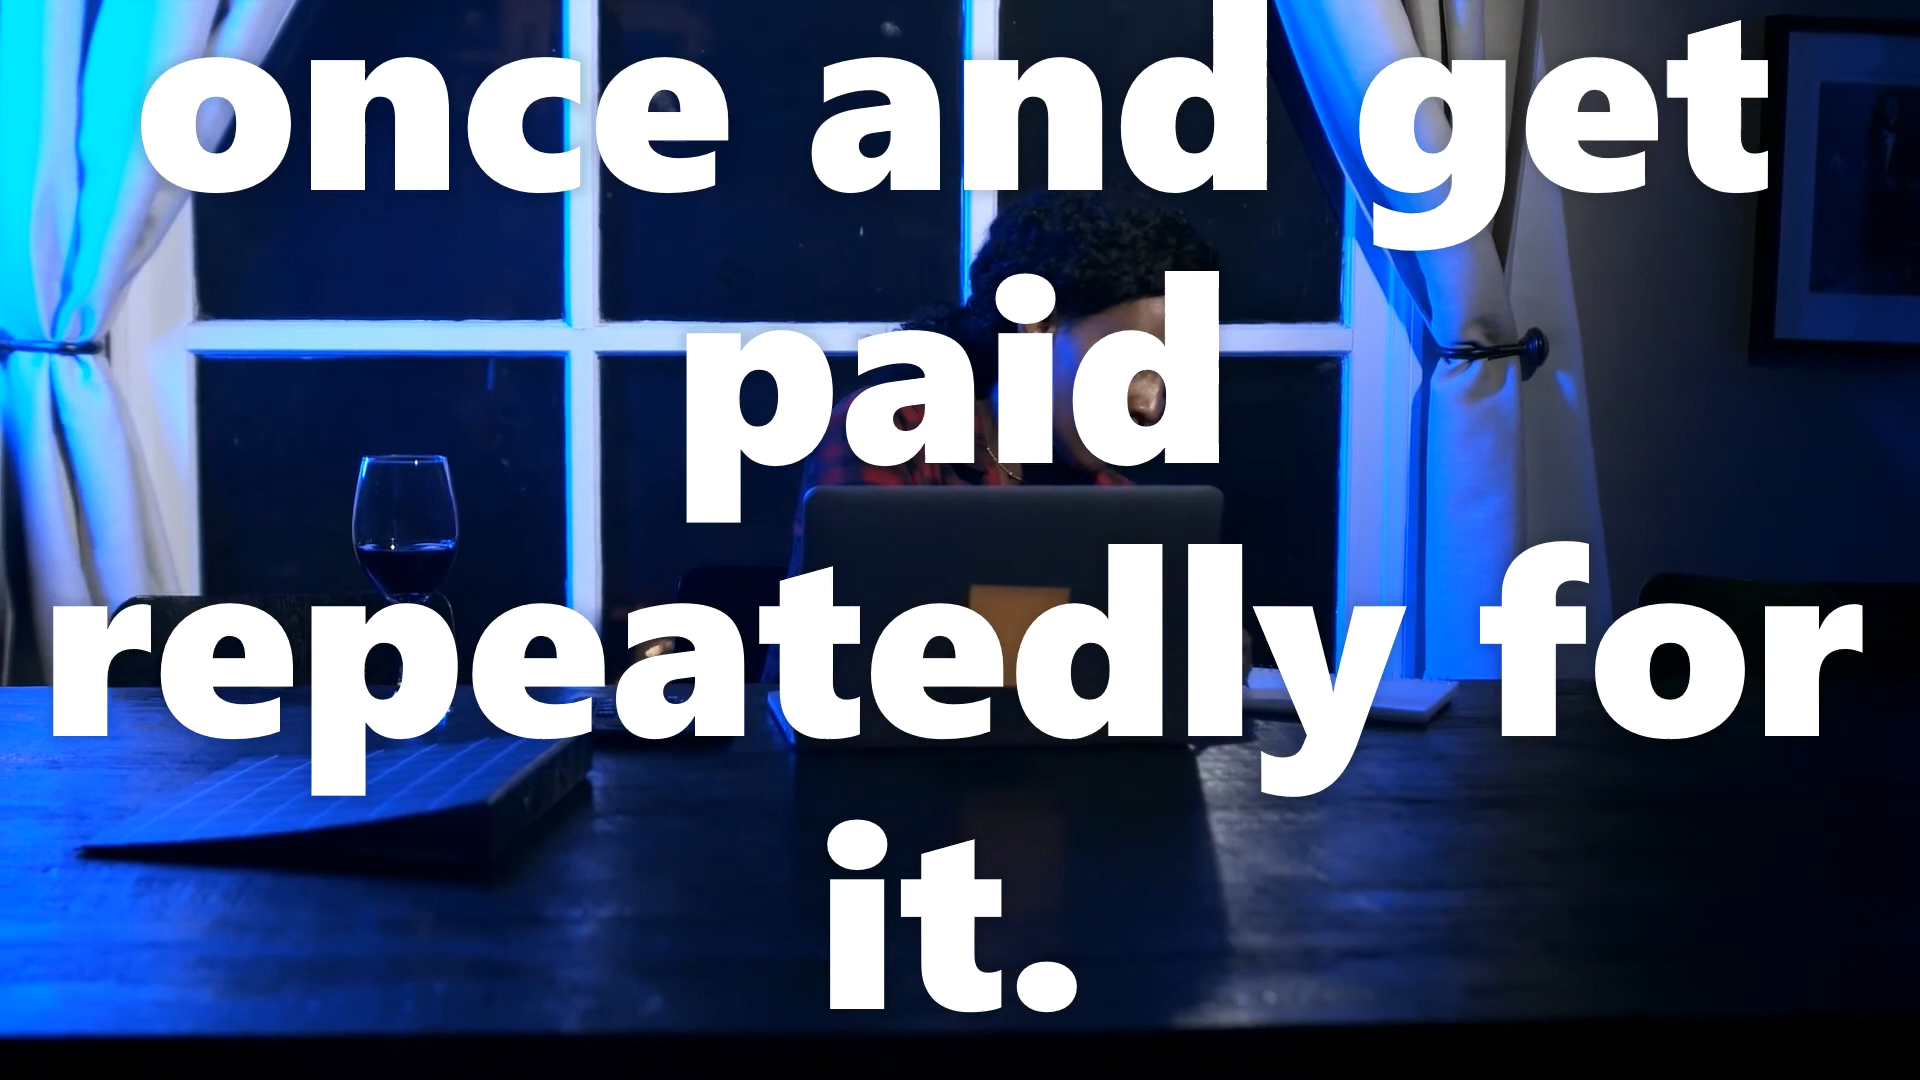 once and get
paid
repeatedly for
it.